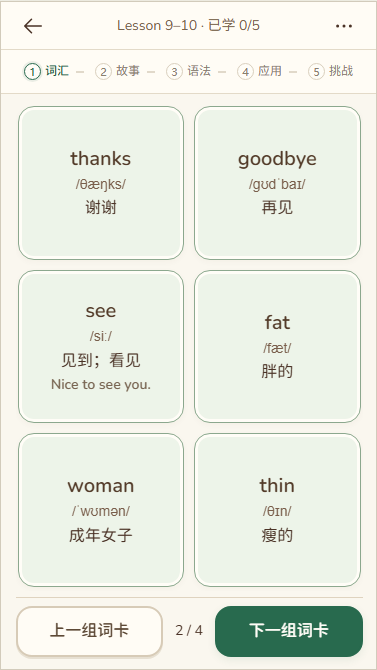 Lesson 9–10 · 已学 0/5
1 词汇 – 2 故事 – 3 语法 – 4 应用 – 5 挑战
thanks
/θæŋks/
谢谢
goodbye
/ɡʊdˈbaɪ/
再见
see
/siː/
见到；看见
Nice to see you.
fat
/fæt/
胖的
woman
/ˈwʊmən/
成年女子
thin
/θɪn/
瘦的
上一组词卡
2 / 4
下一组词卡